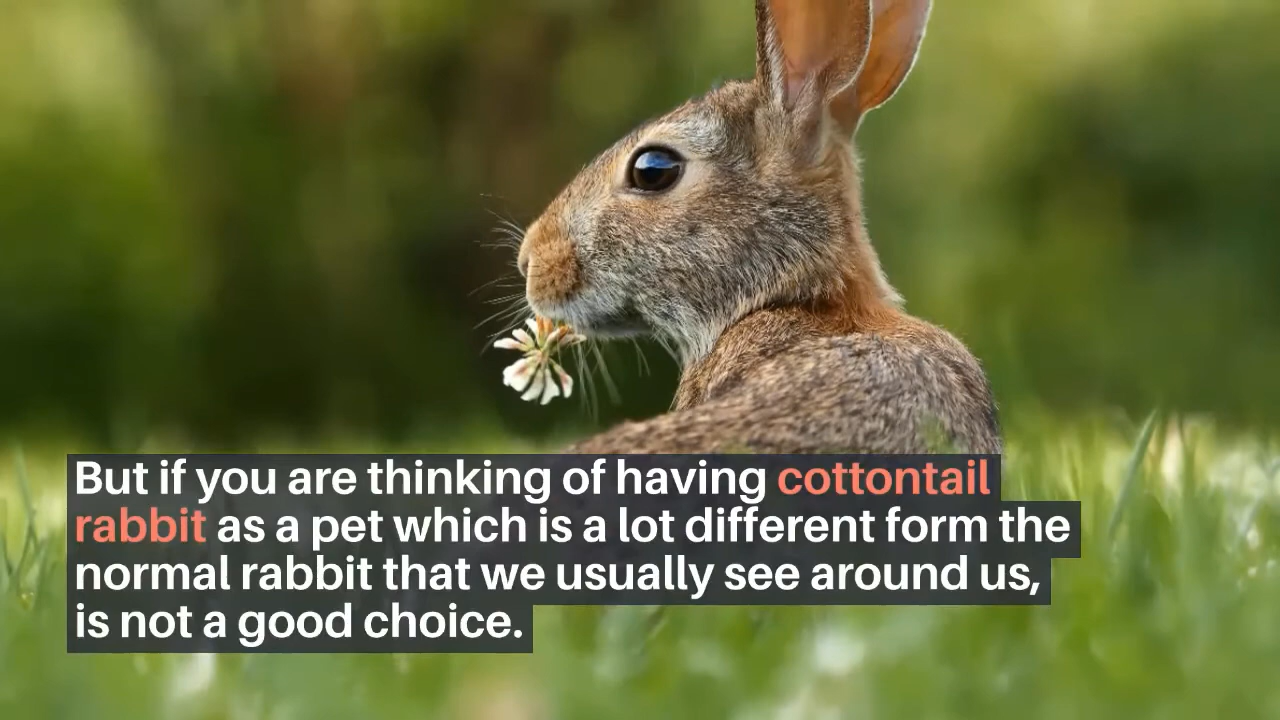 But if you are thinking of having cottontail
rabbit as a pet which is a lot different form the
normal rabbit that we usually see around us,
is not a good choice.